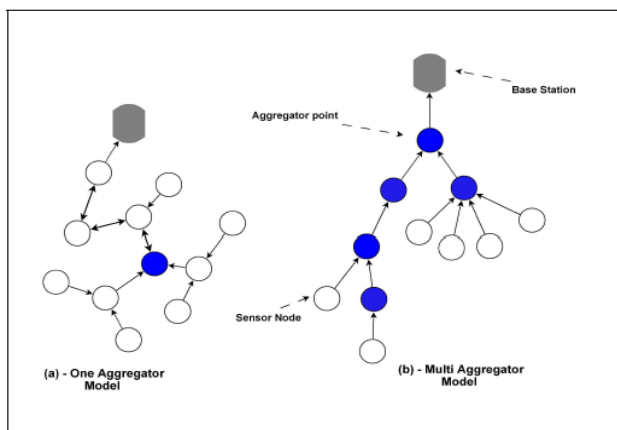 Base Station
Aggregator point
Sensor Node
(a) - One Aggregator
Model
(b) - Multi Aggregator
Model